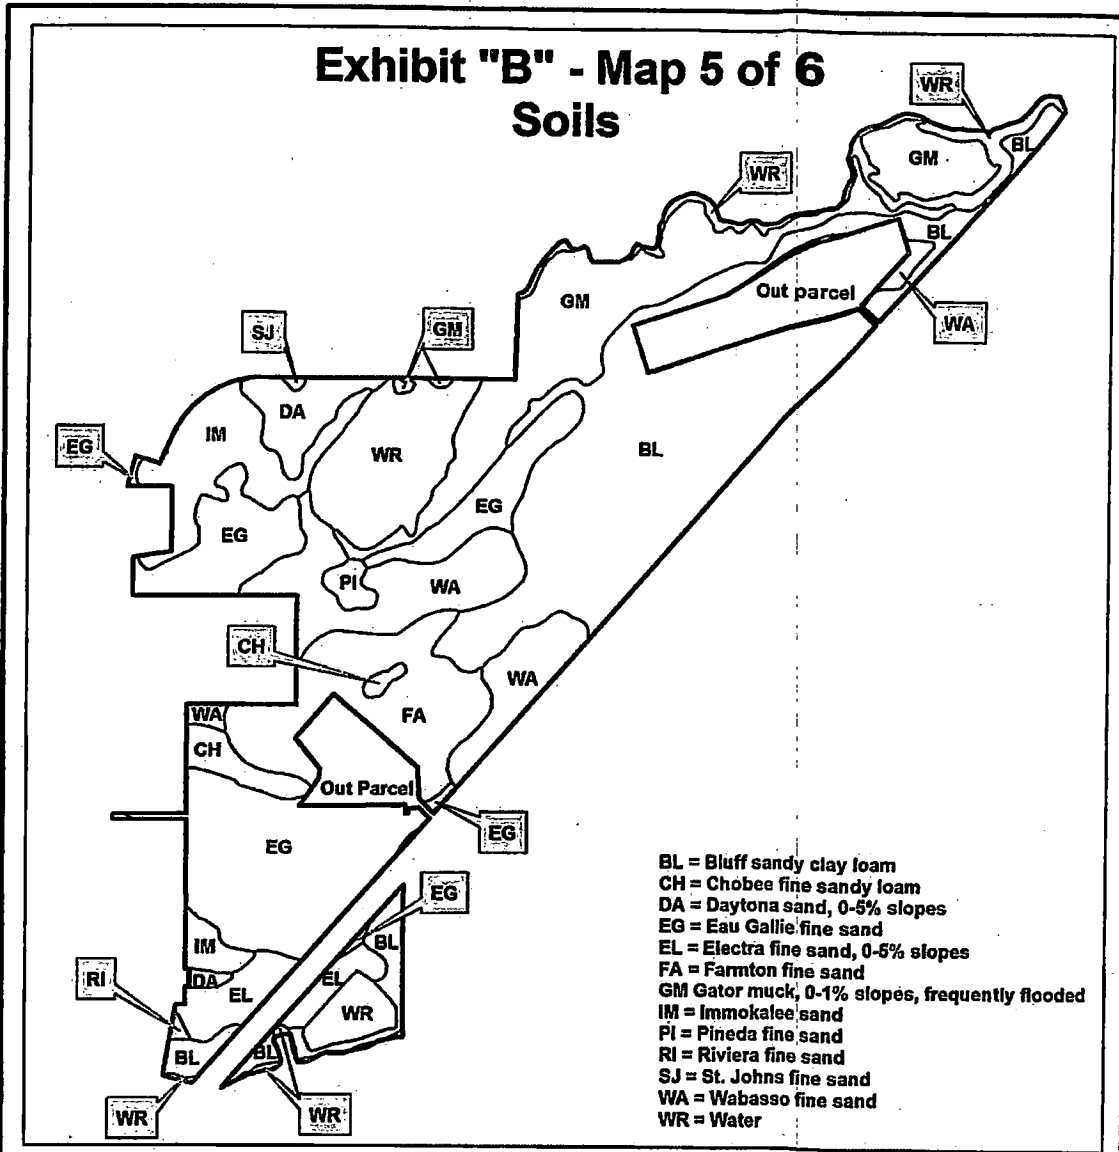 Exhibit "B" - Map 5 of 6
Soils
WR
BL
GM
WR
BL
Out parcel
GM
WA
SJ
GM
DA
IM
EG
WR
BL
EG
EG
PI
WA
CH
WA
FA
WA
CH
Out Parcel
EG
EG
EG
BL
IM
RI
DA
EL
EL
WR
BL
BL
WR
WR
BL = Bluff sandy clay loam
CH = Chobee fine sandy loam
DA = Daytona sand, 0-5% slopes
EG = Eau Gallie fine sand
EL = Electra fine sand, 0-5% slopes
FA = Farmton fine sand
GM Gator muck, 0-1% slopes, frequently flooded
IM = Immokalee sand
PI = Pineda fine sand
RI = Riviera fine sand
SJ = St. Johns fine sand
WA = Wabasso fine sand
WR = Water